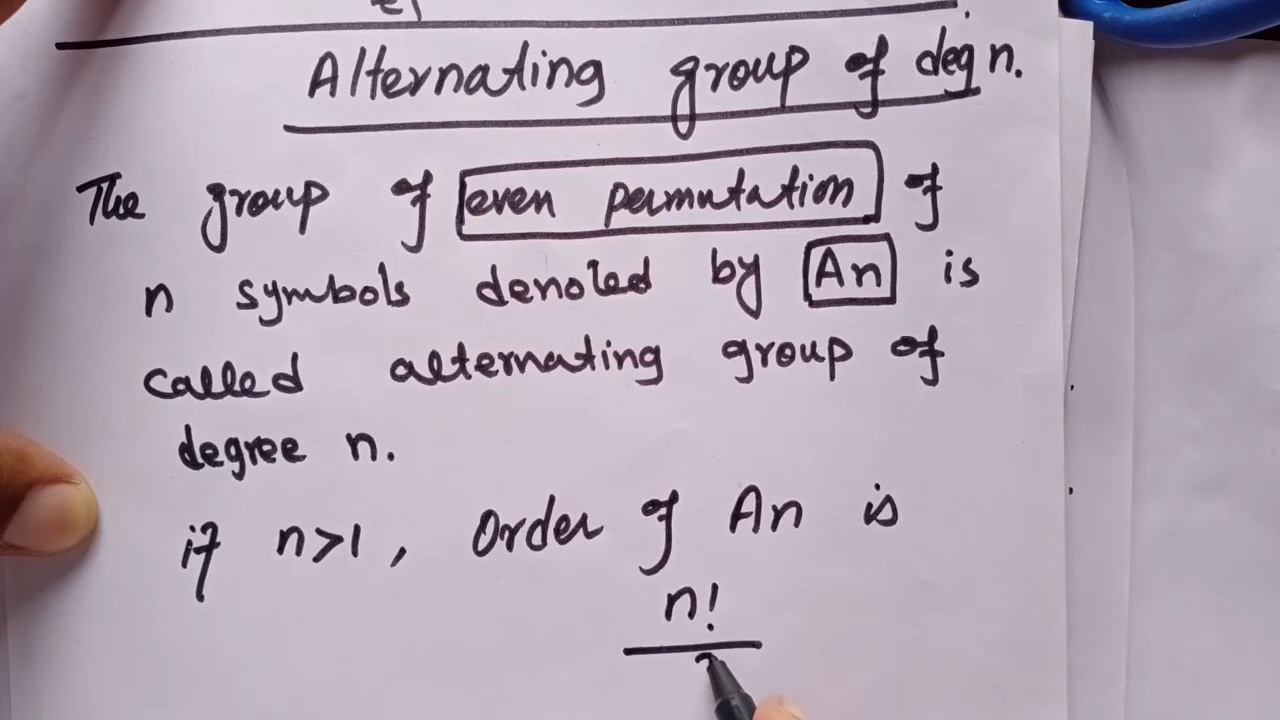 Alternating group of deg n.
The group of even permutation of
n symbols denoted by An is
called alternating group of
degree n.
if n>1, Order of An is
n!